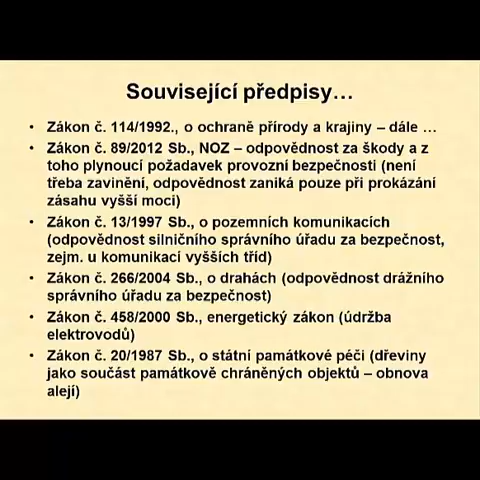 Související předpisy…
• Zákon č. 114/1992., o ochraně přírody a krajiny – dále …
• Zákon č. 89/2012 Sb., NOZ – odpovědnost za škody a z
toho plynoucí požadavek provozní bezpečnosti (není
třeba zavinění, odpovědnost zaniká pouze při prokázání
zásahu vyšší moci)
• Zákon č. 13/1997 Sb., o pozemních komunikacích
(odpovědnost silničního správního úřadu za bezpečnost,
zejm. u komunikací vyšších tříd)
• Zákon č. 266/2004 Sb., o drahách (odpovědnost drážního
správního úřadu za bezpečnost)
• Zákon č. 458/2000 Sb., energetický zákon (údržba
elektrovodů)
• Zákon č. 20/1987 Sb., o státní památkové péči (dřeviny
jako součást památkově chráněných objektů – obnova
alejí)